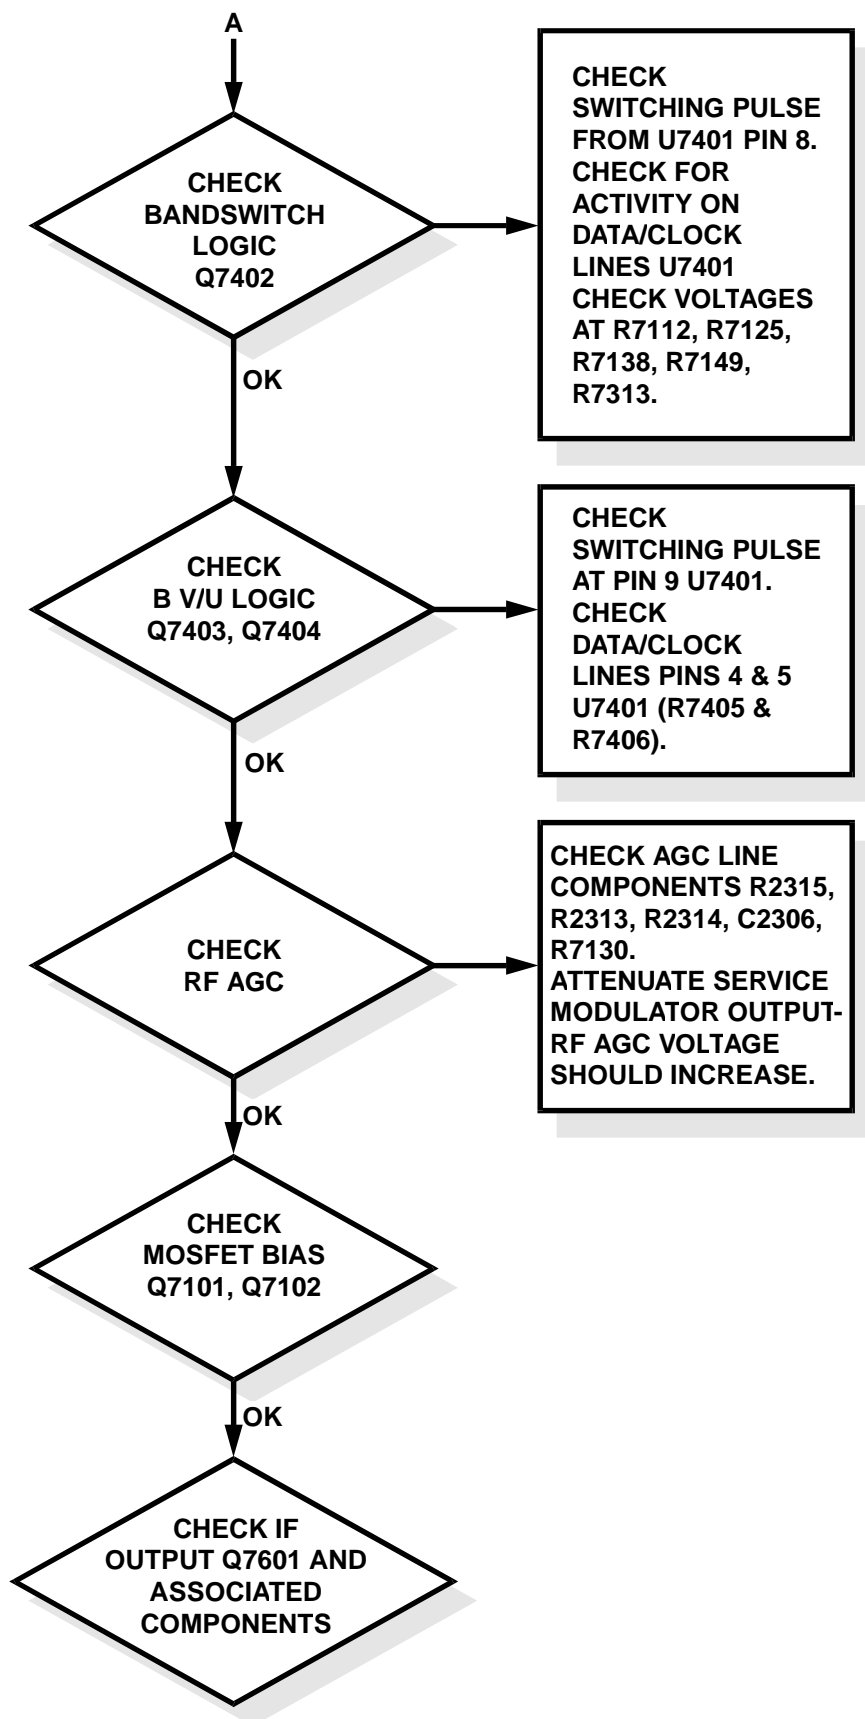 A
CHECK
BANDSWITCH
LOGIC
Q7402
CHECK
SWITCHING PULSE
FROM U7401 PIN 8.
CHECK FOR
ACTIVITY ON
DATA/CLOCK
LINES U7401
CHECK VOLTAGES
AT R7112, R7125,
R7138, R7149,
R7313.
OK
CHECK
B V/U LOGIC
Q7403, Q7404
CHECK
SWITCHING PULSE
AT PIN 9 U7401.
CHECK
DATA/CLOCK
LINES PINS 4 & 5
U7401 (R7405 &
R7406).
OK
CHECK
RF AGC
CHECK AGC LINE
COMPONENTS R2315,
R2313, R2314, C2306,
R7130.
ATTENUATE SERVICE
MODULATOR OUTPUT-
RF AGC VOLTAGE
SHOULD INCREASE.
OK
CHECK
MOSFET BIAS
Q7101, Q7102
OK
CHECK IF
OUTPUT Q7601 AND
ASSOCIATED
COMPONENTS